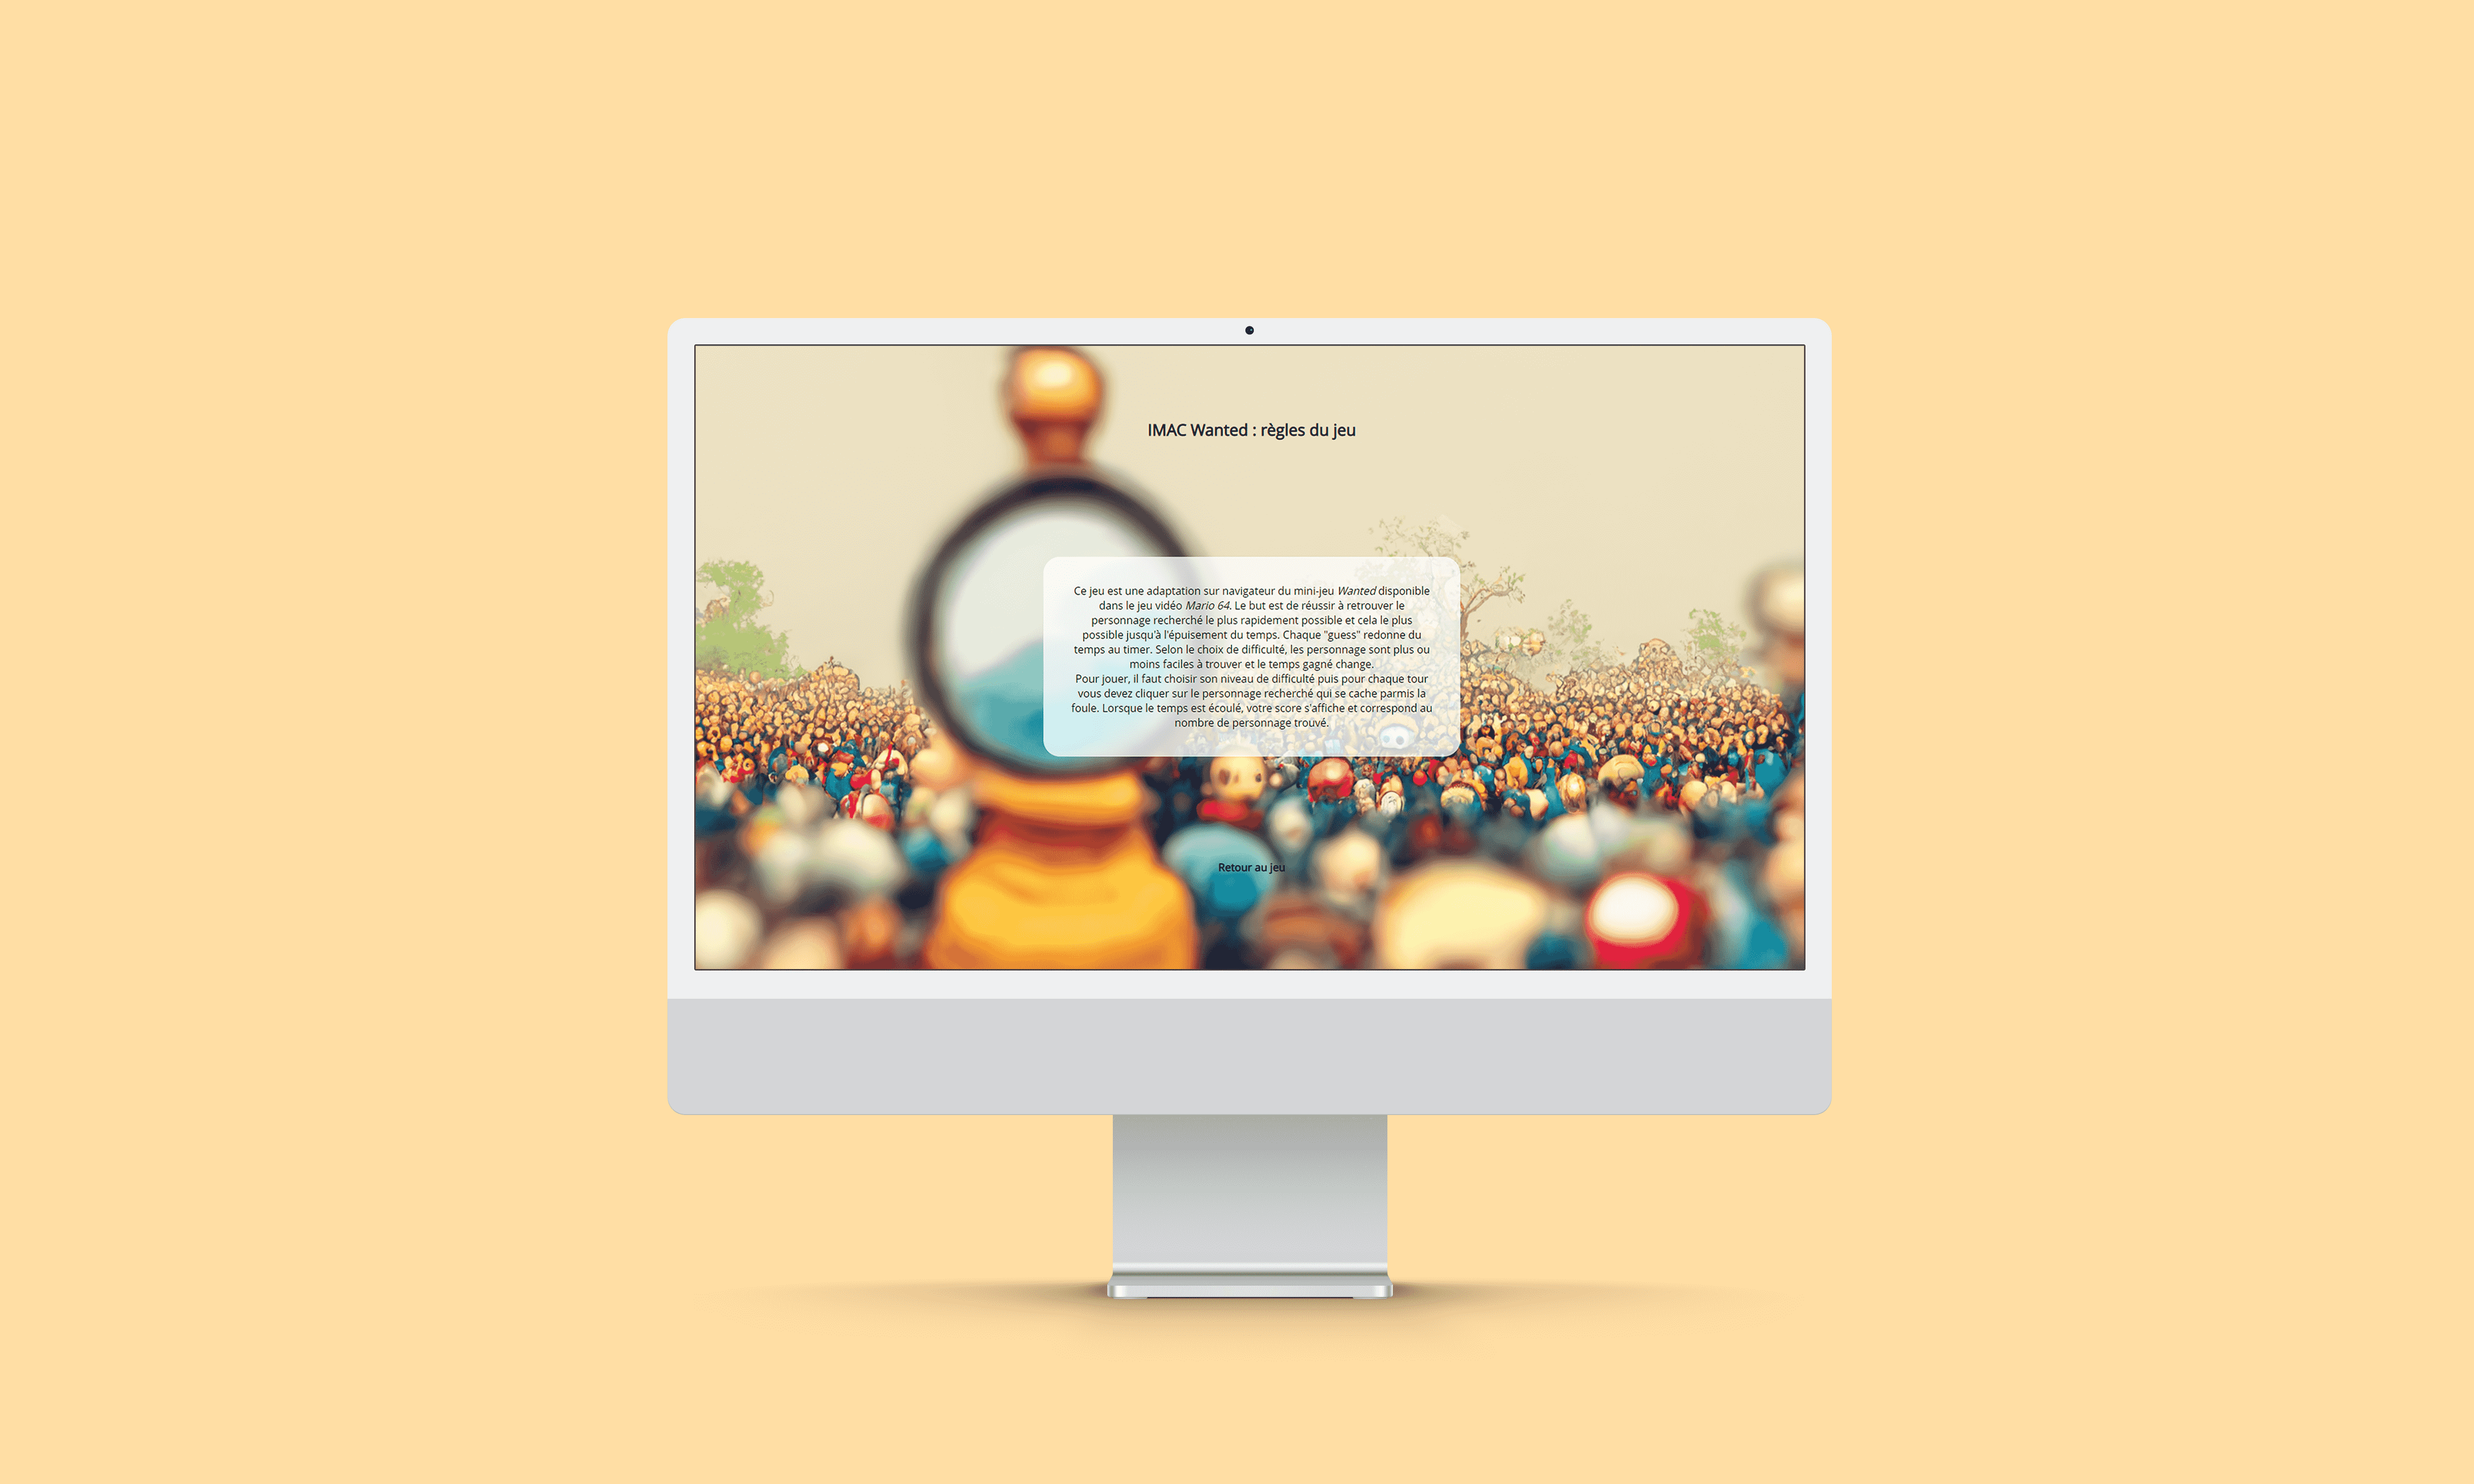 IMAC Wanted : règles du jeu
Ce jeu est une adaptation sur navigateur du mini-jeu Wanted disponible
dans le jeu vidéo Mario 64. Le but est de réussir à retrouver le
personnage recherché le plus rapidement possible et cela le plus
possible jusqu'à l'épuisement du temps. Chaque "guess" redonne du
temps au timer. Selon le choix de difficulté, les personnage sont plus ou
moins faciles à trouver et le temps gagné change.
Pour jouer, il faut choisir son niveau de difficulté puis pour chaque tour
vous devez cliquer sur le personnage recherché qui se cache parmis la
foule. Lorsque le temps est écoulé, votre score s'affiche et correspond au
nombre de personnage trouvé.
Retour au jeu